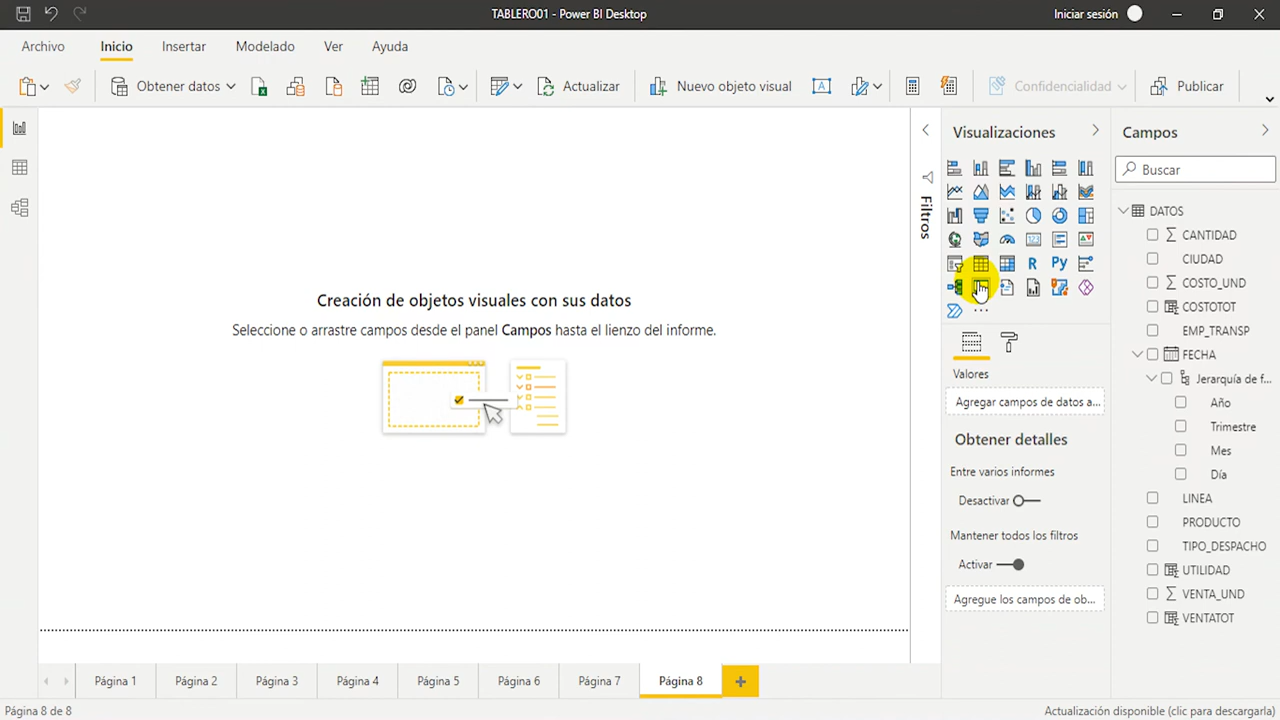 TABLERO01 - Power BI Desktop
Iniciar sesión
Archivo
Inicio
Insertar
Modelado
Ver
Ayuda
Obtener datos
Actualizar
Nuevo objeto visual
Confidencialidad
Publicar
Creación de objetos visuales con sus datos
Seleccione o arrastre campos desde el panel Campos hasta el lienzo del informe.
Filtros
Visualizaciones
R
Py
Valores
Agregar campos de datos a...
Obtener detalles
Entre varios informes
Desactivar
Mantener todos los filtros
Activar
Agregue los campos de ob...
Campos
Buscar
DATOS
CANTIDAD
CIUDAD
COSTO_UND
COSTOTOT
EMP_TRANSP
FECHA
Jerarquía de f...
Año
Trimestre
Mes
Día
LINEA
PRODUCTO
TIPO_DESPACHO
UTILIDAD
VENTA_UND
VENTATOT
Página 1
Página 2
Página 3
Página 4
Página 5
Página 6
Página 7
Página 8
Página 8 de 8
Actualización disponible (clic para descargarla)